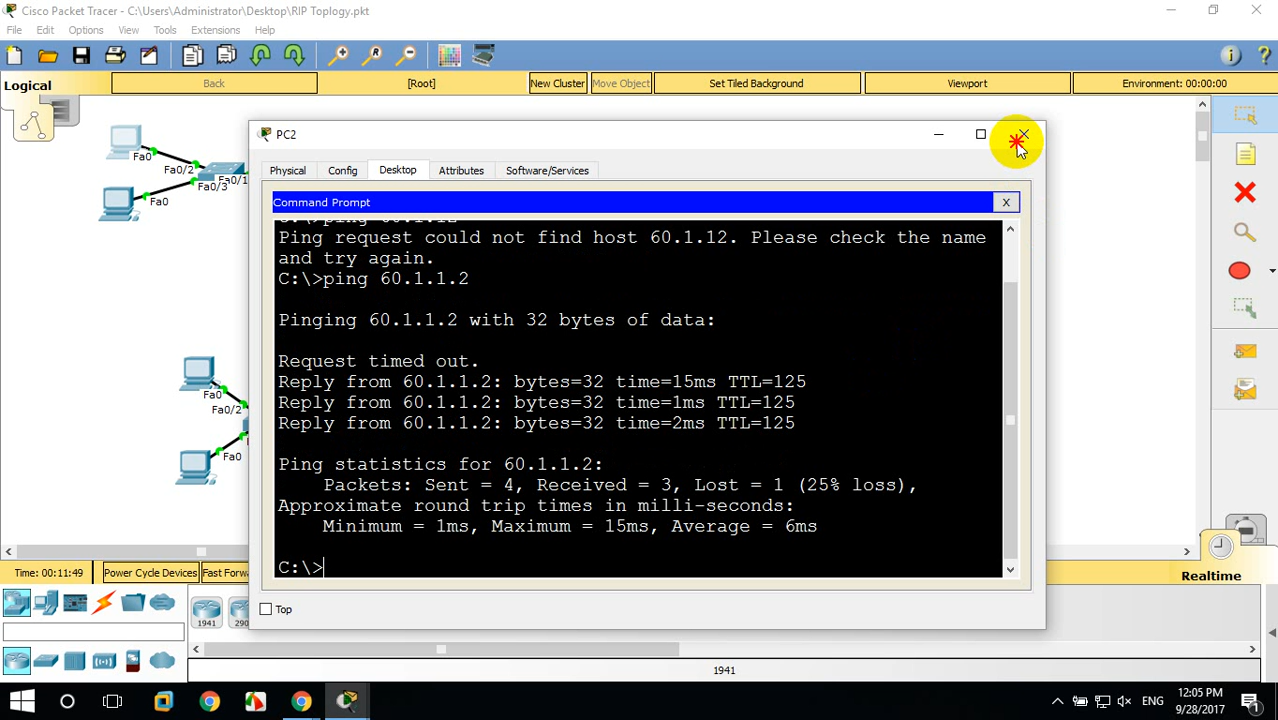 Cisco Packet Tracer - C:\Users\Administrator\Desktop\RIP Toplogy.pkt
File Edit Options View Tools Extensions Help
Logical Back [Root] New Cluster Move Object Set Tiled Background Viewport Environment: 00:00:00
PC2
Physical Config Desktop Attributes Software/Services
Fa0 Fa0/2
Fa0/3 Fa0/1
Fa0
Command Prompt X
Ping request could not find host 60.1.12. Please check the name
and try again.
C:\>ping 60.1.1.2
Pinging 60.1.1.2 with 32 bytes of data:
Request timed out.
Reply from 60.1.1.2: bytes=32 time=15ms TTL=125
Reply from 60.1.1.2: bytes=32 time=1ms TTL=125
Reply from 60.1.1.2: bytes=32 time=2ms TTL=125
Ping statistics for 60.1.1.2:
Packets: Sent = 4, Received = 3, Lost = 1 (25% loss),
Approximate round trip times in milli-seconds:
Minimum = 1ms, Maximum = 15ms, Average = 6ms
C:\>
Fa0
Fa0/2
Fa0
Top
Time: 00:11:49 Power Cycle Devices Fast Forw
Realtime
1941 290
1941
ENG
12:05 PM
9/28/2017